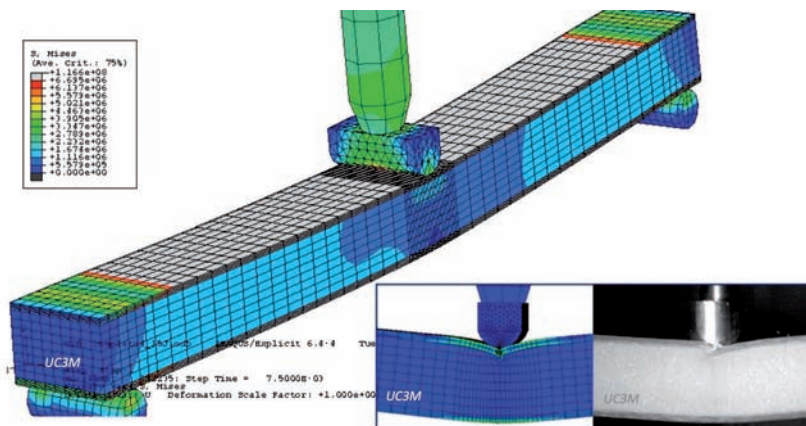 S, Mises
(Ave. Crit.: 75%)
+1.166e+08
+6.695e+06
+6.137e+06
+5.579e+06
+5.021e+06
+4.463e+06
+3.905e+06
+3.347e+06
+2.789e+06
+2.232e+06
+1.674e+06
+1.116e+06
+5.579e+05
+0.000e+00
/Explicit 6.4-4 Tue
UC3M
Step Time = 7.5000E-03
S, Mises
U Deformation Scale Factor: +1.000e+00
UC3M
UC3M